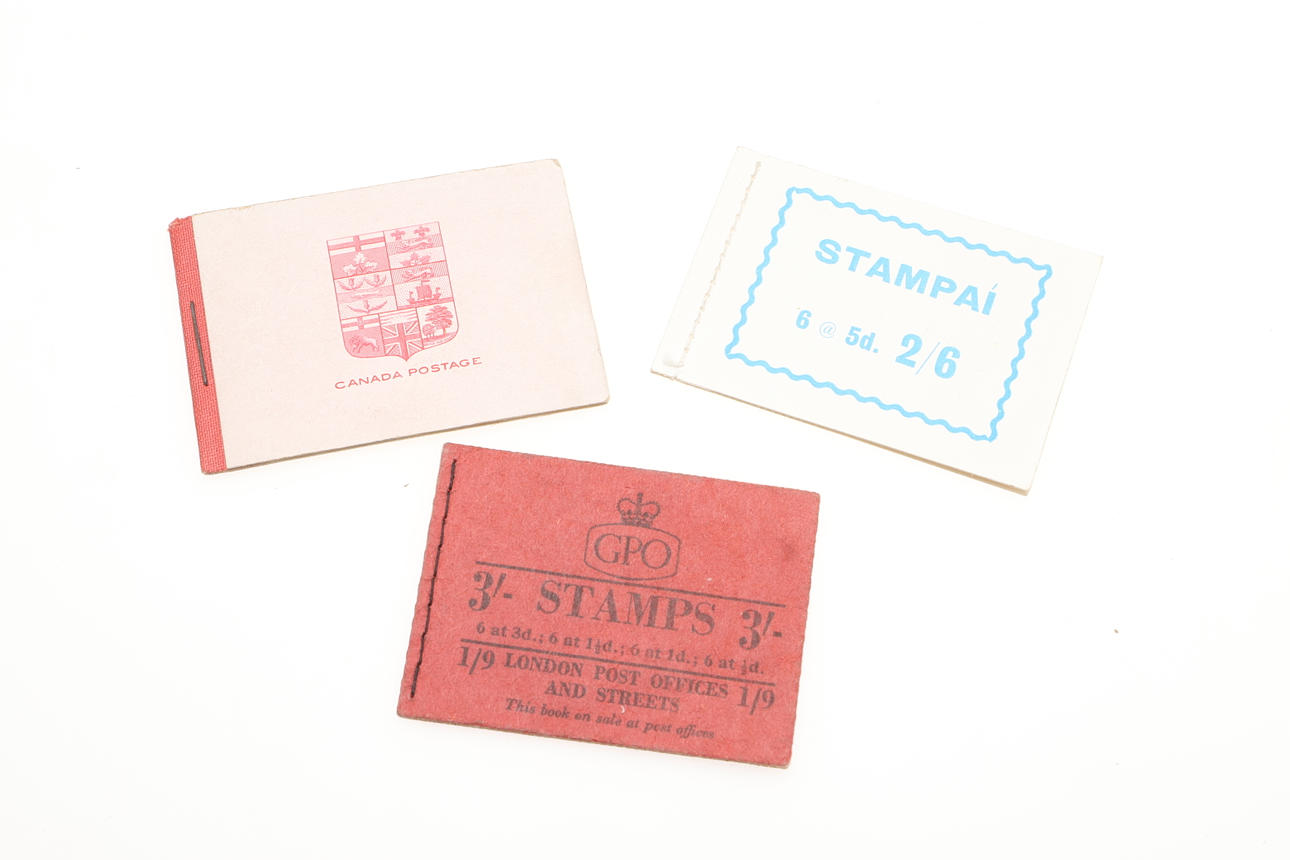 CANADA POSTAGE
STAMPAÍ
6 @ 5d. 2/6
GPO
3/- STAMPS 3/-
6 at 3d.; 6 at 1½d.; 6 at 1d.; 6 at ½d.
1/9 LONDON POST OFFICES 1/9
AND STREETS
This book on sale at post offices